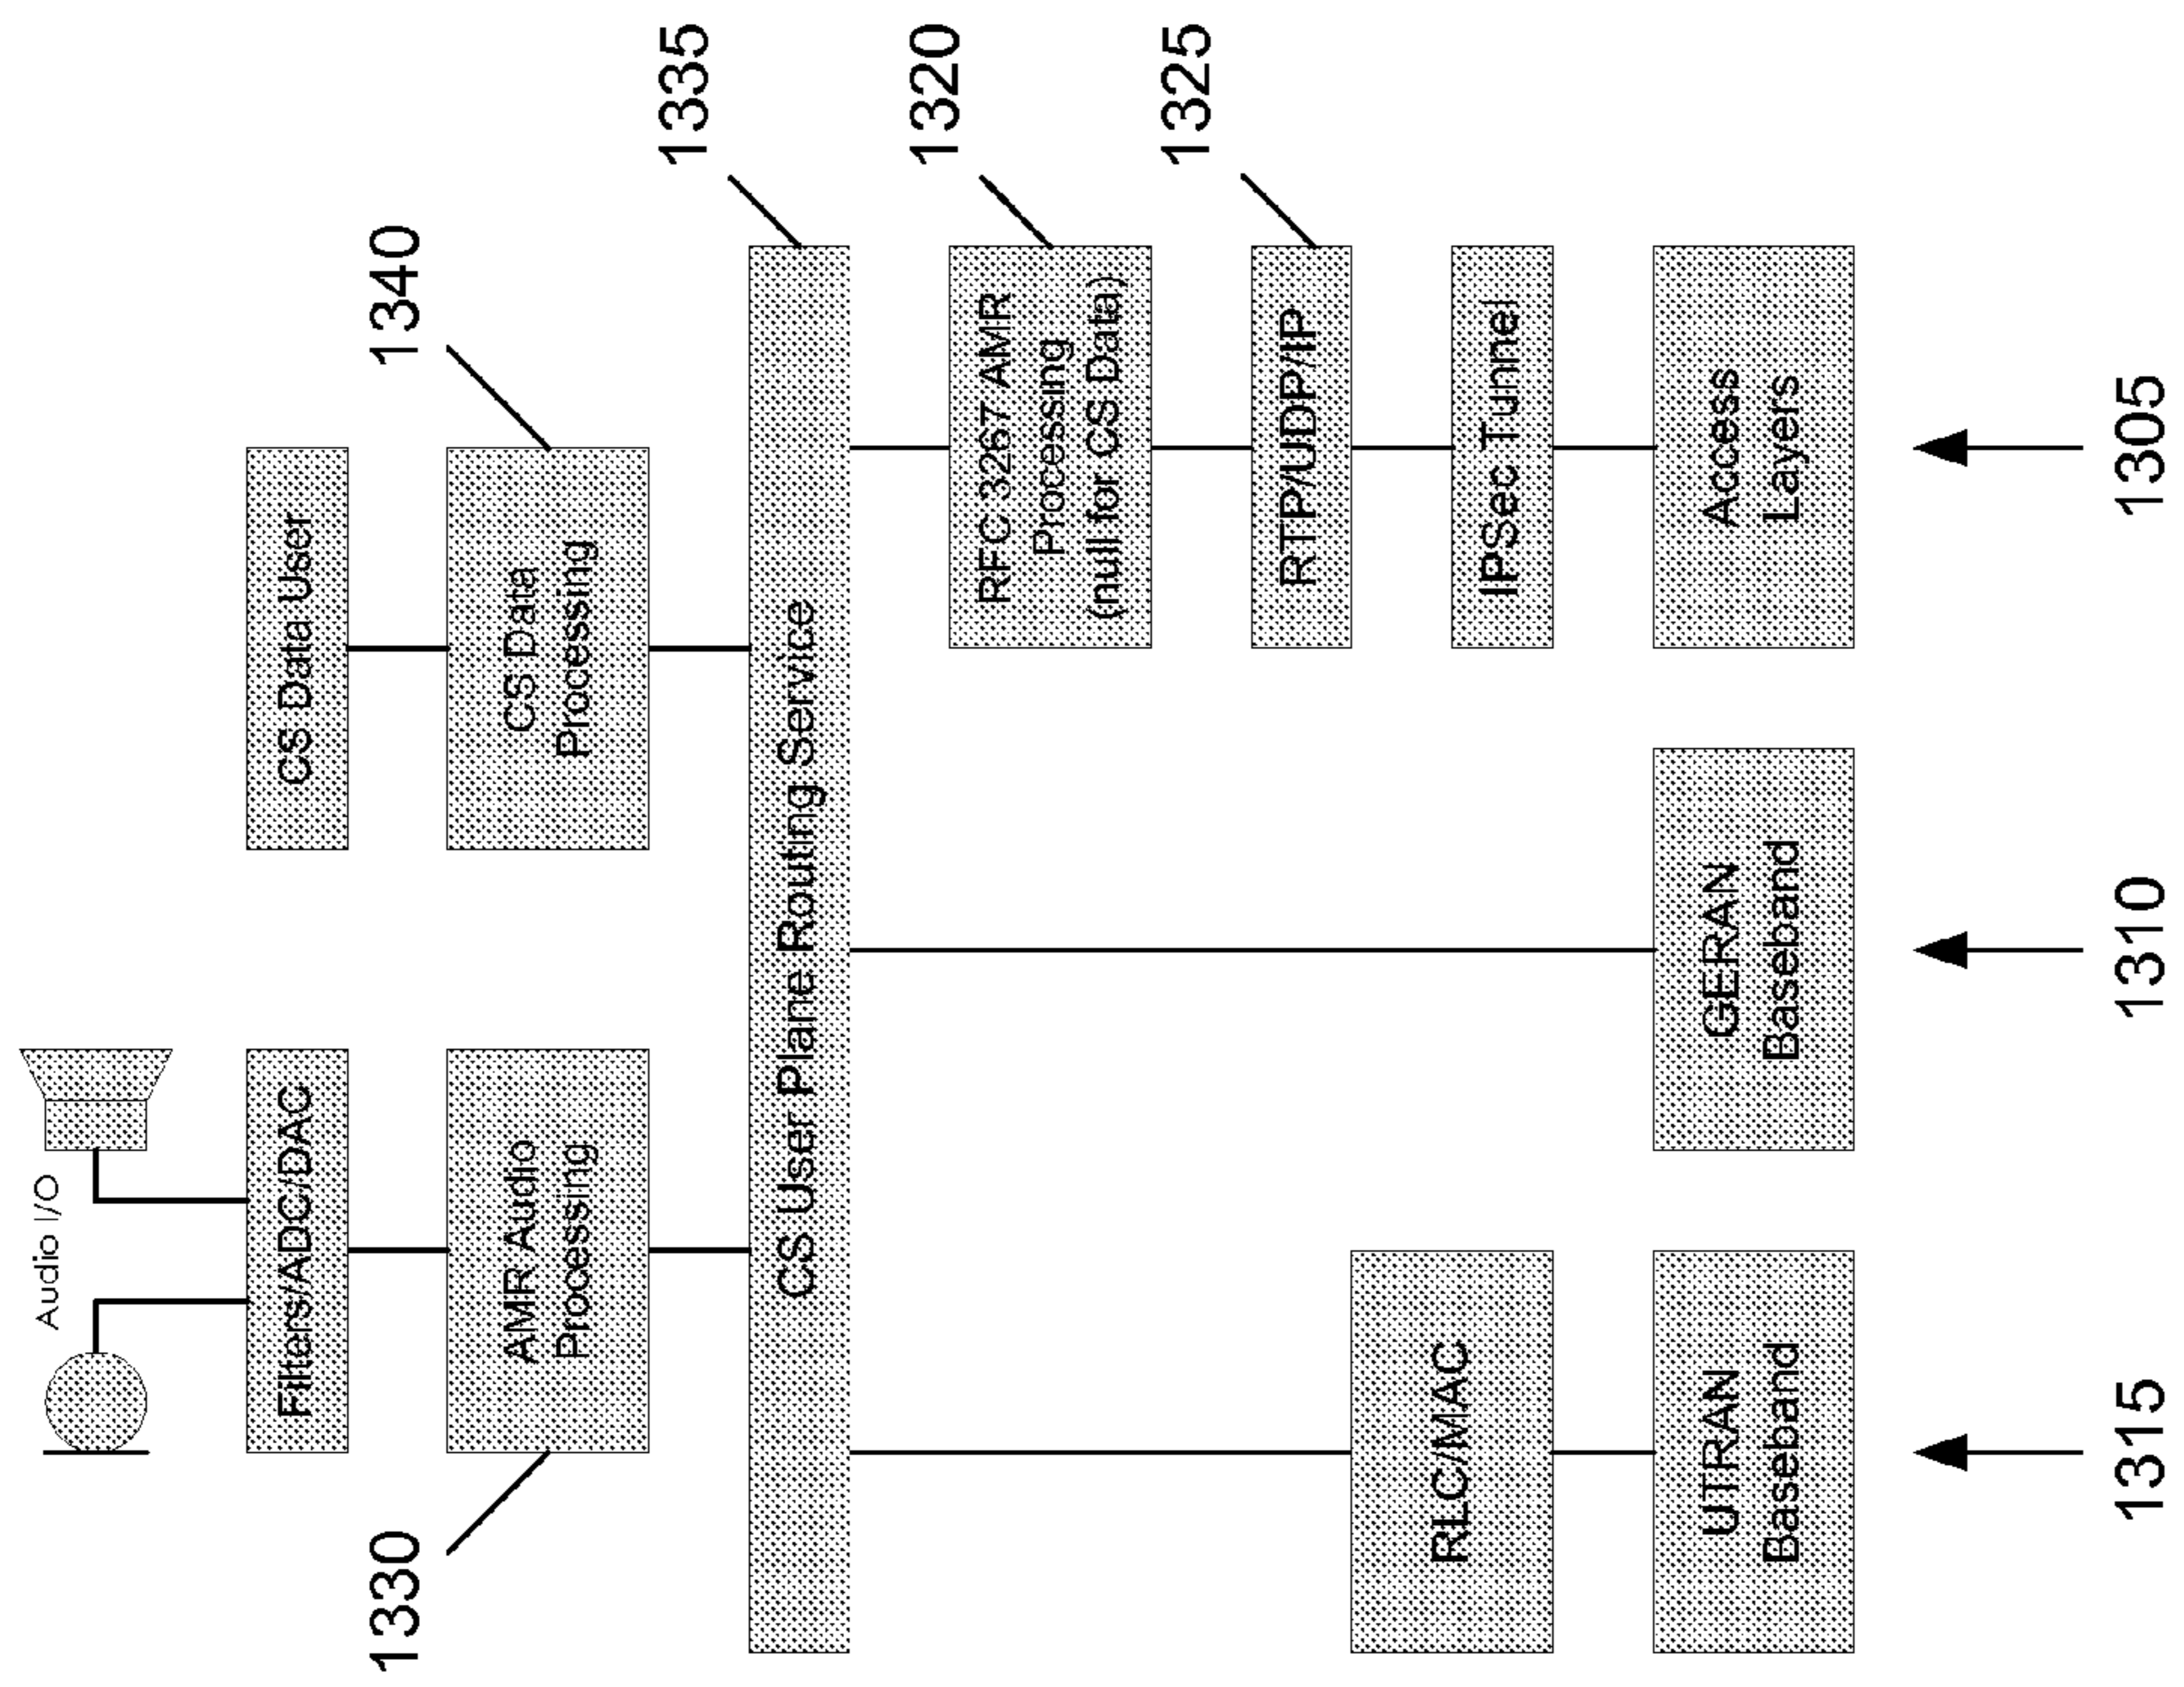 Audio I/O
Filters/ADC/DAC
CS Data User
1330
AMR Audio
Processing
CS Data
Processing
1340
CS User Plane Routing Service
1335
RFC 3267 AMR
Processing
(null for CS Data)
1320
RLC/MAC
RTP/UDP/IP
1325
IPSec Tunnel
UTRAN
Baseband
GERAN
Baseband
Access
Layers
1315
1310
1305